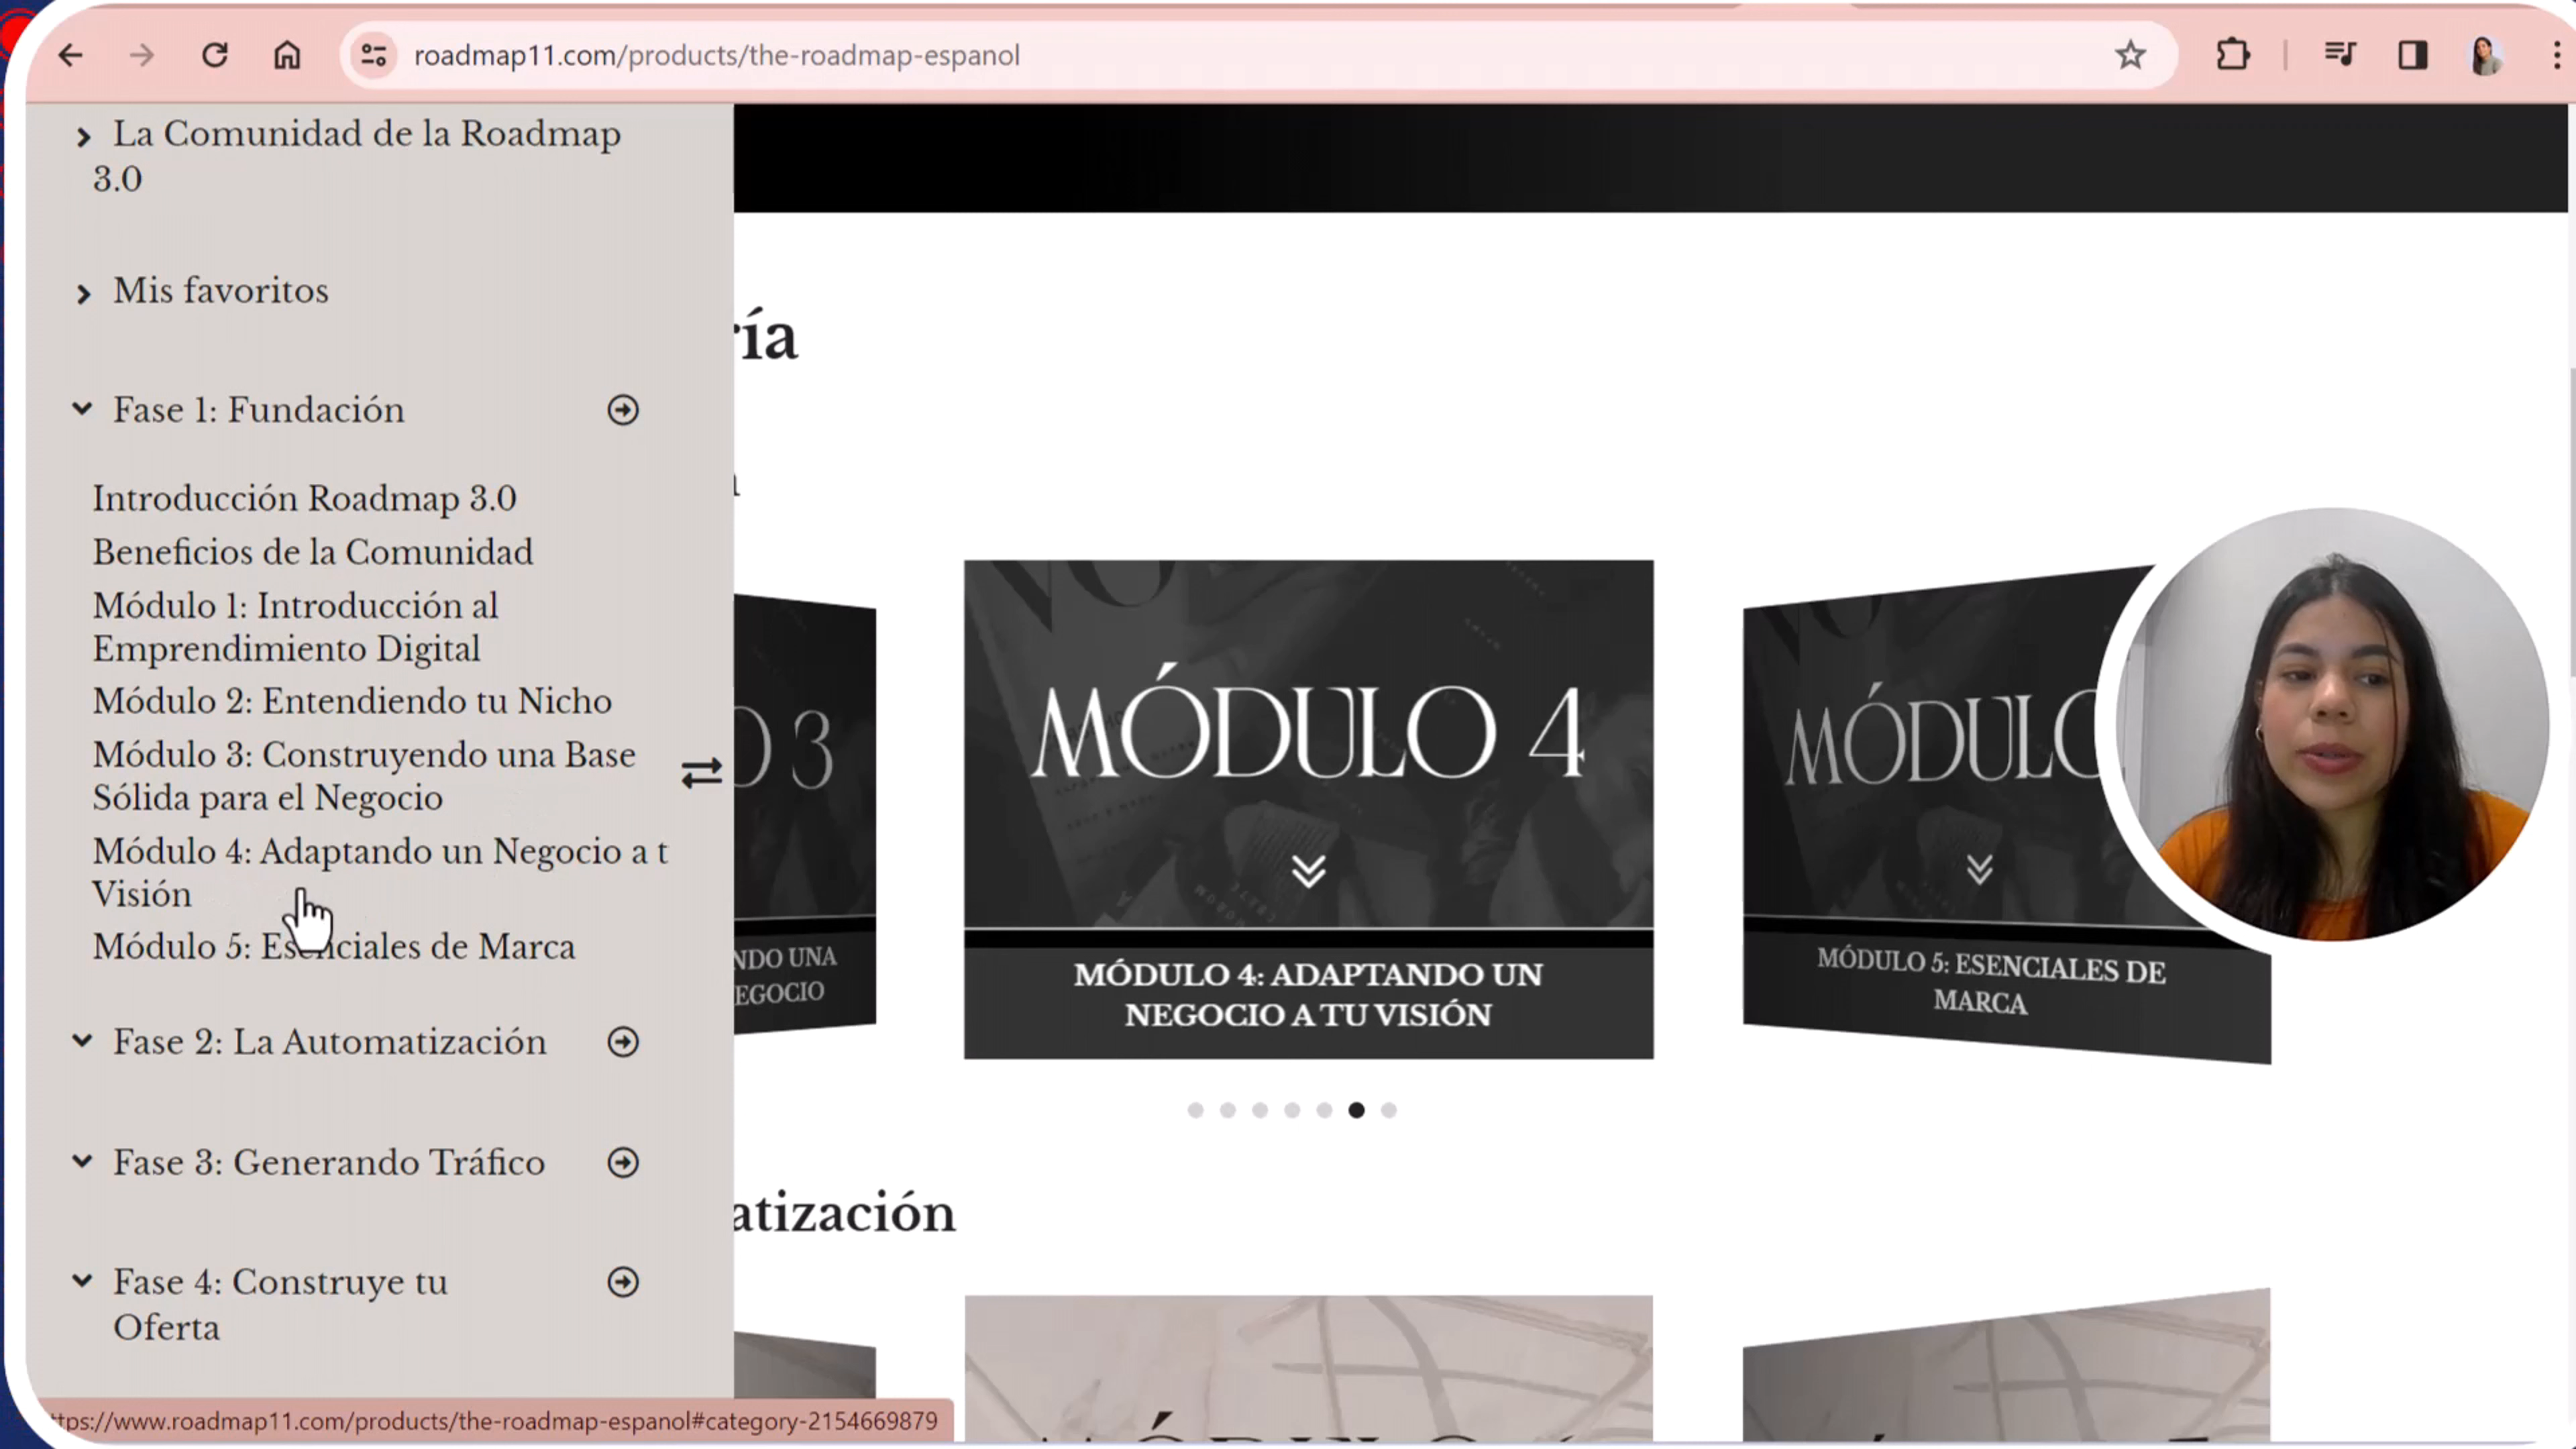 roadmap11.com/products/the-roadmap-espanol
La Comunidad de la Roadmap
3.0
Mis favoritos
Fase 1: Fundación
Introducción Roadmap 3.0
Beneficios de la Comunidad
Módulo 1: Introducción al
Emprendimiento Digital
Módulo 2: Entendiendo tu Nicho
Módulo 3: Construyendo una Base
Sólida para el Negocio
Módulo 4: Adaptando un Negocio a t
Visión
Módulo 5: Esenciales de Marca
Fase 2: La Automatización
Fase 3: Generando Tráfico
Fase 4: Construye tu
Oferta
ría
O 3
NDO UNA
EGOCIO
MÓDULO 4
MÓDULO 4: ADAPTANDO UN
NEGOCIO A TU VISIÓN
MÓDULO
MÓDULO 5: ESENCIALES DE
MARCA
atización
ttps://www.roadmap11.com/products/the-roadmap-espanol#category-2154669879